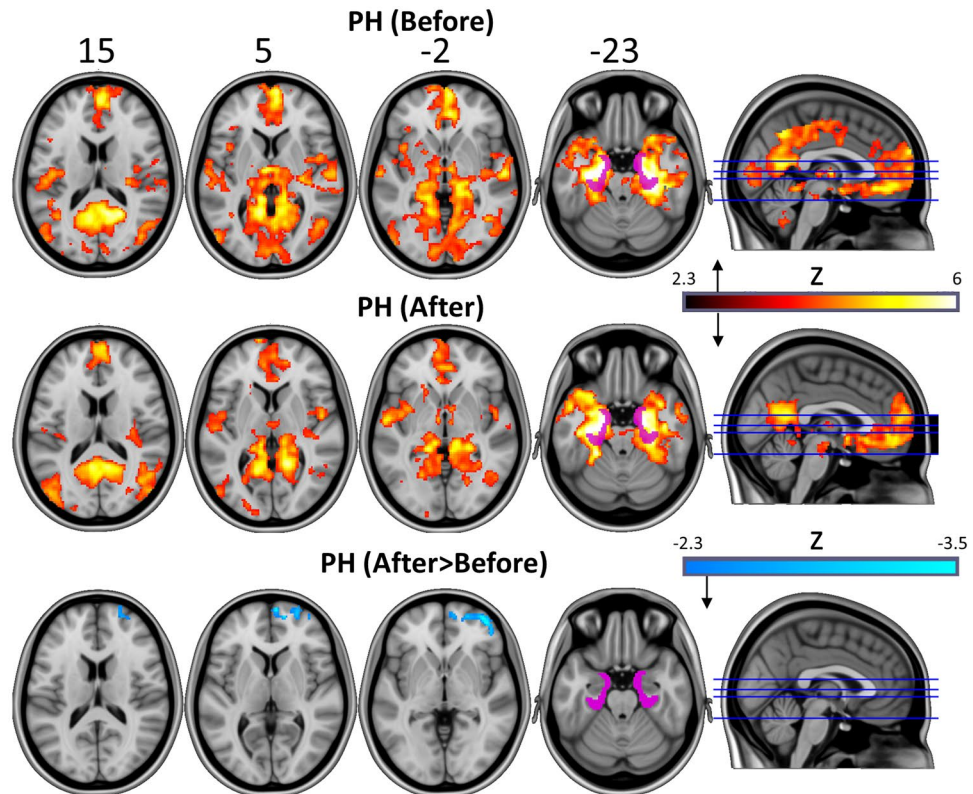 PH (Before)
15 5 -2 -23
2.3 Z 6
PH (After)
-2.3 Z -3.5
PH (After>Before)